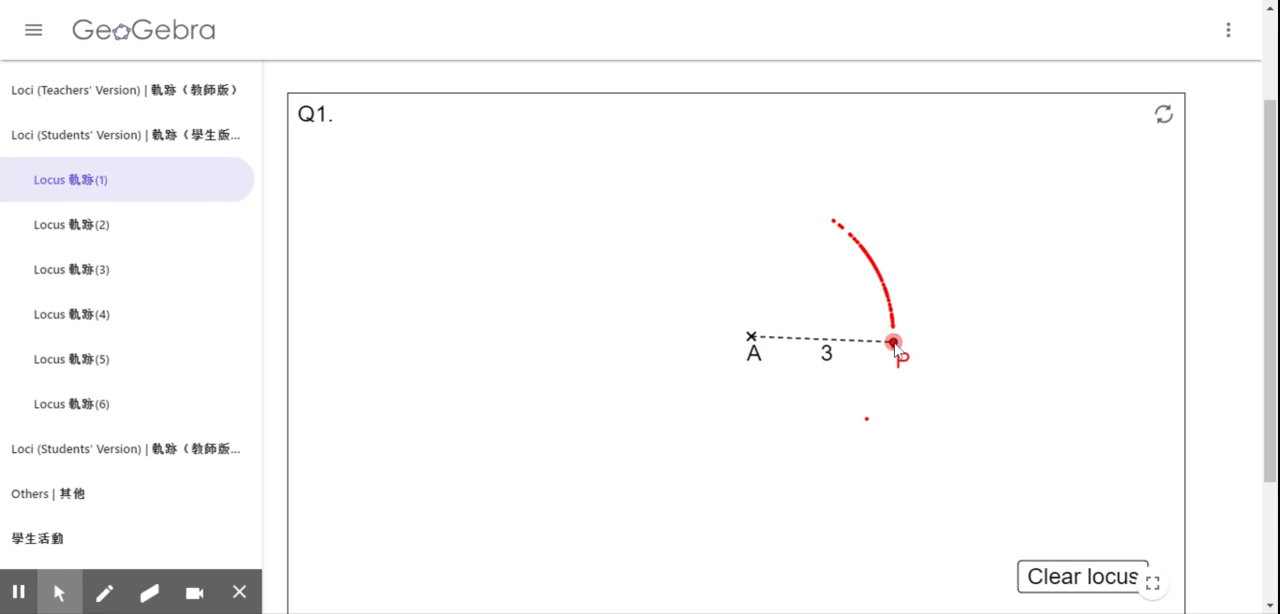 GeoGebra
Loci (Teachers' Version) | 軌跡（教師版）
Loci (Students' Version) | 軌跡（學生版...
Locus 軌跡(1)
Locus 軌跡(2)
Locus 軌跡(3)
Locus 軌跡(4)
Locus 軌跡(5)
Locus 軌跡(6)
Loci (Students' Version) | 軌跡（教師版...
Others | 其他
學生活動
Q1.
A
3
P
Clear locus